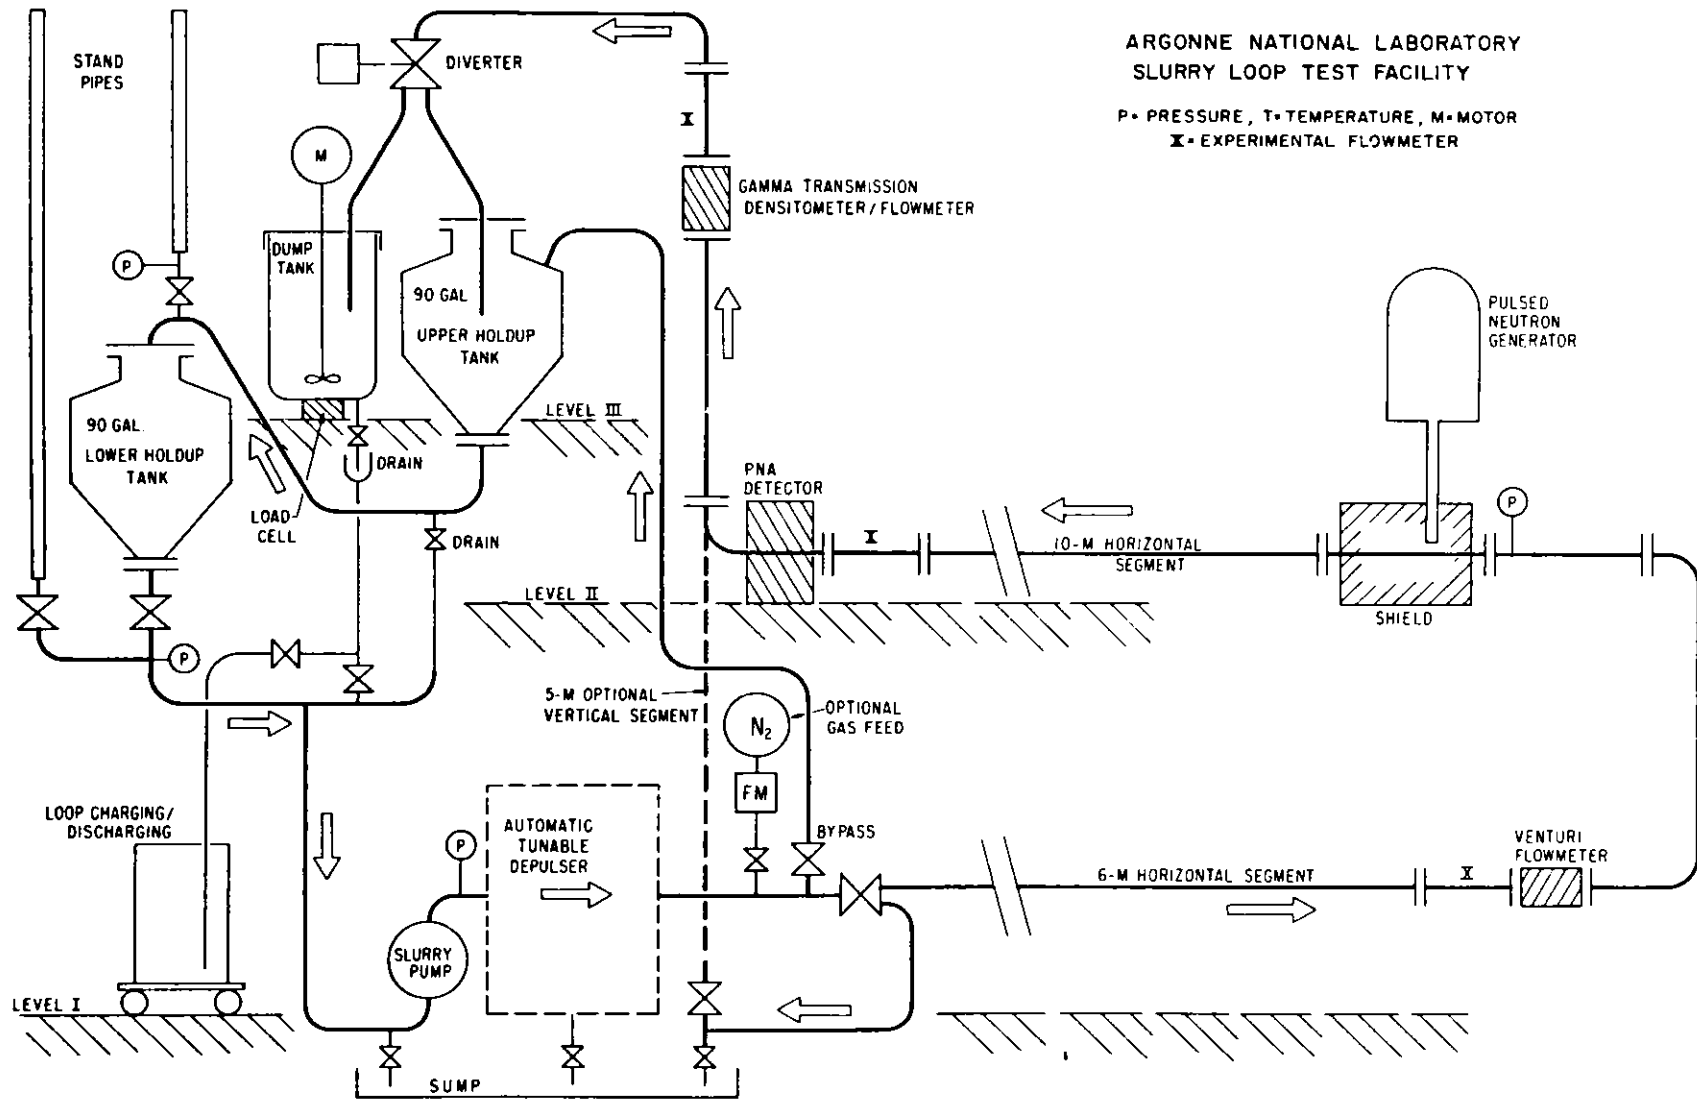 ARGONNE NATIONAL LABORATORY
SLURRY LOOP TEST FACILITY
P= PRESSURE, T= TEMPERATURE, M= MOTOR
X= EXPERIMENTAL FLOWMETER
STAND
PIPES
DIVERTER
X
M
GAMMA TRANSMISSION
DENSITOMETER/FLOWMETER
DUMP
TANK
P
90 GAL
UPPER HOLDUP
TANK
PULSED
NEUTRON
GENERATOR
90 GAL.
LOWER HOLDUP
TANK
LEVEL III
DRAIN
LOAD
CELL
DRAIN
PNA
DETECTOR
P
X
10-M HORIZONTAL
SEGMENT
LEVEL II
SHIELD
P
5-M OPTIONAL
VERTICAL SEGMENT
N2
OPTIONAL
GAS FEED
FM
LOOP CHARGING/
DISCHARGING
P
AUTOMATIC
TUNABLE
DEPULSER
BYPASS
VENTURI
FLOWMETER
6-M HORIZONTAL SEGMENT
X
SLURRY
PUMP
LEVEL I
SUMP